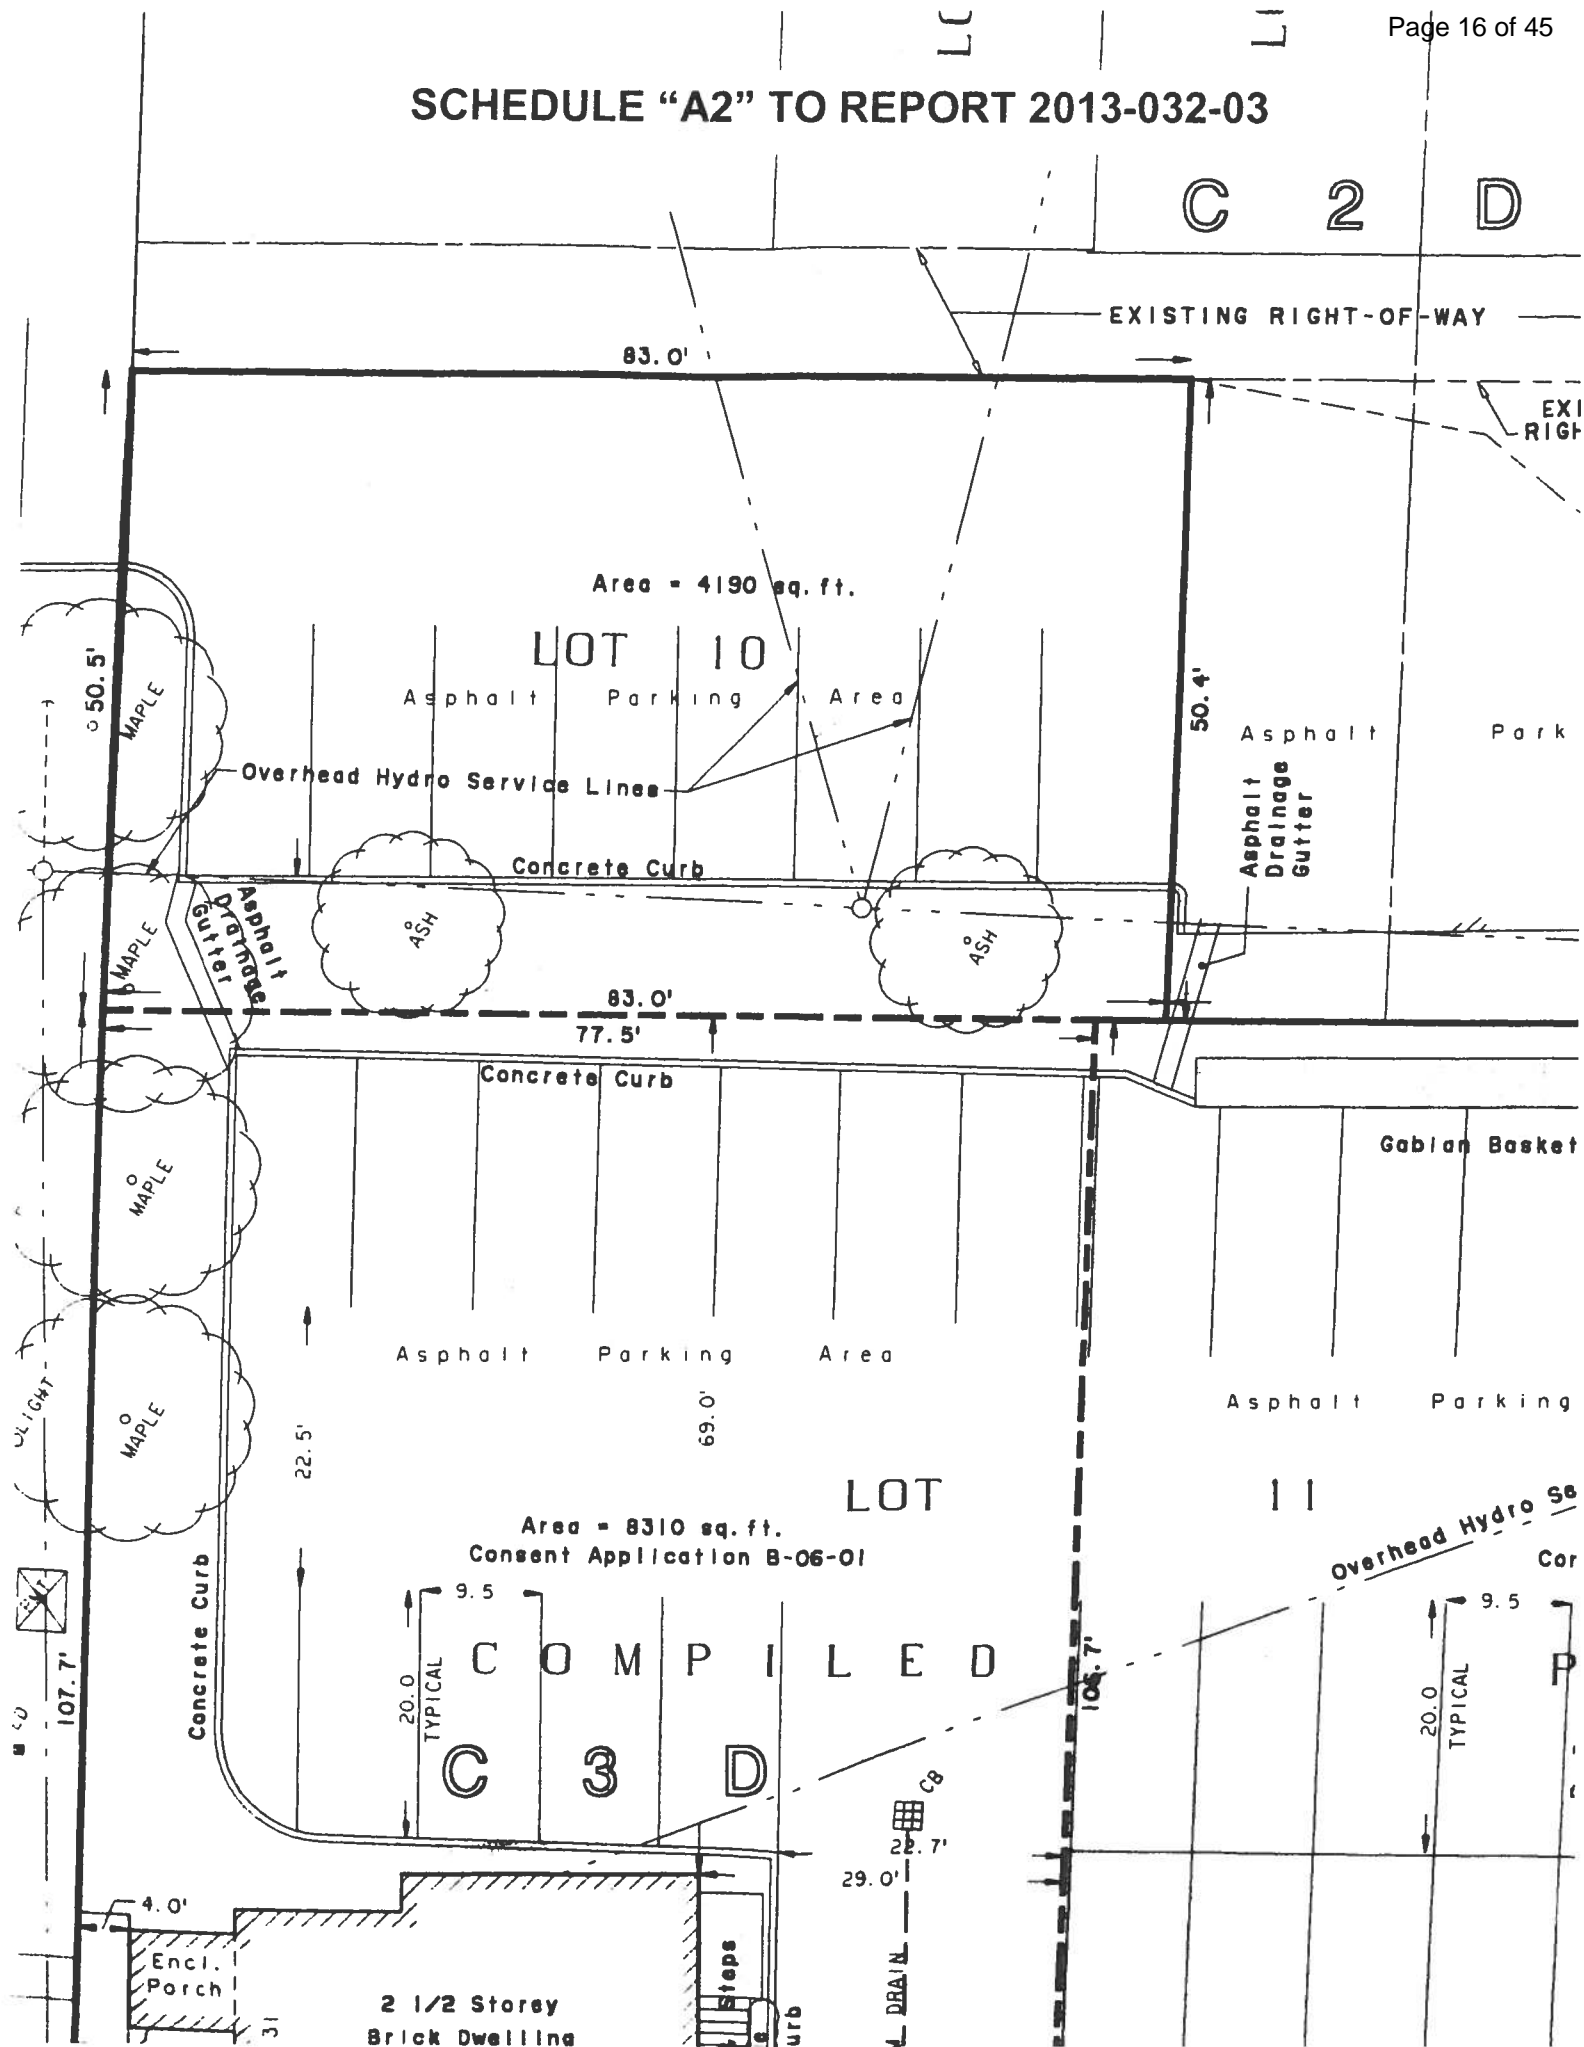 Page 16 of 45
SCHEDULE “A2” TO REPORT 2013-032-03
C 2 D
EXISTING RIGHT-OF-WAY
83.0'
Area = 4190 sq.ft.
LOT 10
Asphalt Parking Area
50.5'
MAPLE
50.4'
Asphalt Park
Overhead Hydro Service Lines
Asphalt
Drainage
Gutter
Concrete Curb
Asphalt
Drainage
Gutter
MAPLE
ASH
ASH
83.0'
77.5'
Concrete Curb
Gabian Basket
MAPLE
Asphalt Parking Area
MAPLE
22.5'
69.0'
Asphalt Parking
LOT 11
Area = 8310 sq.ft.
Consent Application B-06-01
Overhead Hydro
Concrete Curb
9.5
9.5
COMPILED
20.0
TYPICAL
107.7'
106.7'
20.0
TYPICAL
C 3 D
CB
22.7'
29.0'
4.0'
Encl.
Porch
Steps
DRAIN
2 1/2 Storey
Brick Dwelling
31